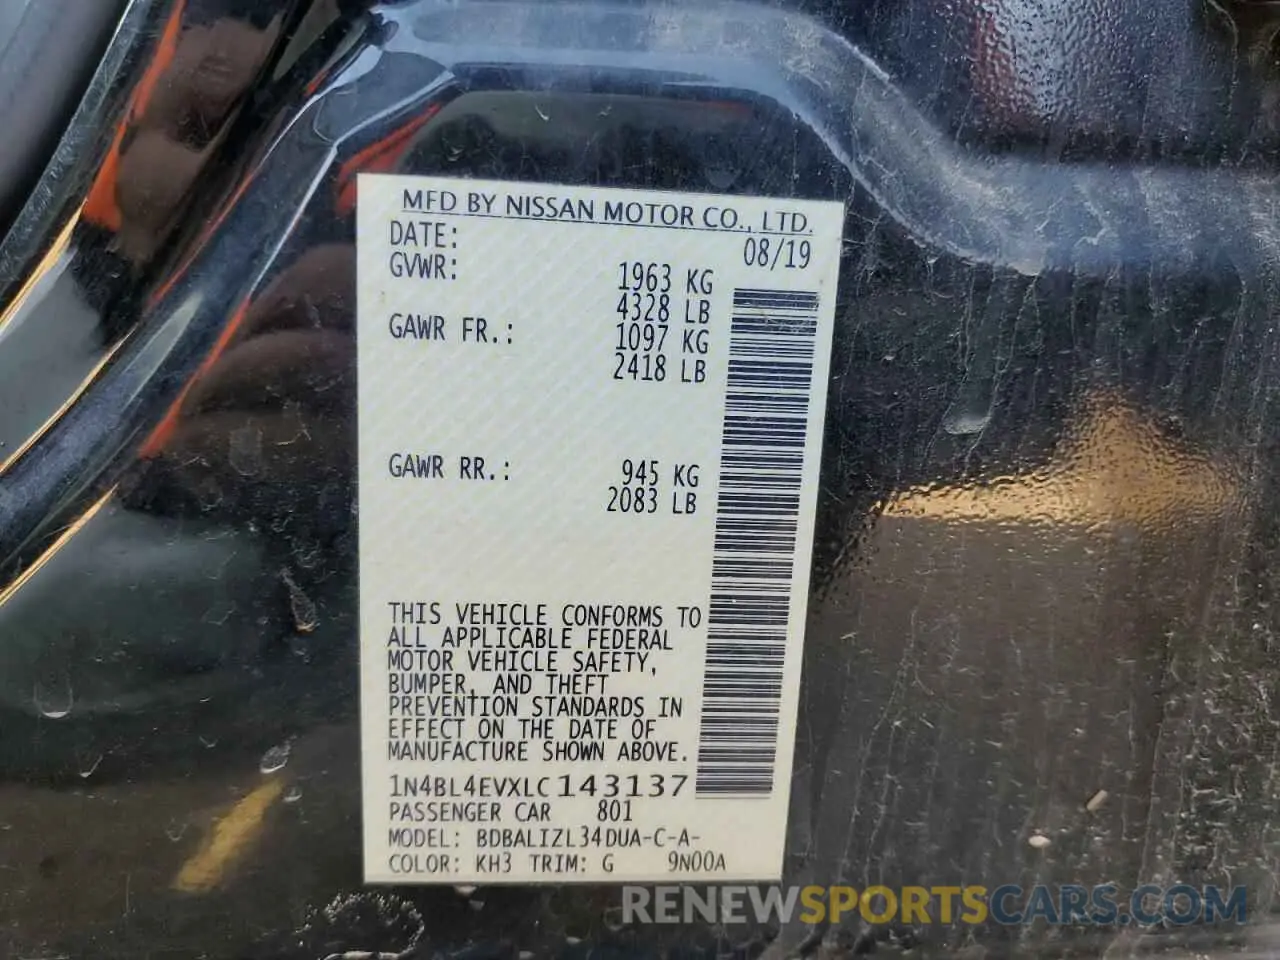 MFD BY NISSAN MOTOR CO., LTD.
DATE: 08/19
GVWR: 1963 KG
4328 LB
GAWR FR.: 1097 KG
2418 LB
GAWR RR.: 945 KG
2083 LB
THIS VEHICLE CONFORMS TO
ALL APPLICABLE FEDERAL
MOTOR VEHICLE SAFETY,
BUMPER, AND THEFT
PREVENTION STANDARDS IN
EFFECT ON THE DATE OF
MANUFACTURE SHOWN ABOVE.
1N4BL4EVXLC143137
PASSENGER CAR 801
MODEL: BDBALIZL34DUA-C-A-
COLOR: KH3 TRIM: G 9N00A
RENEWSPORTSCARS.COM